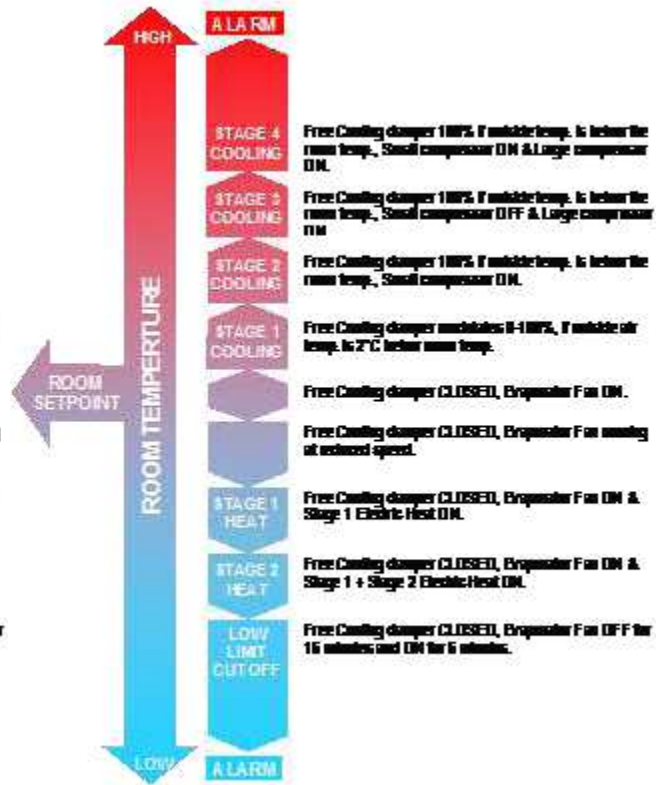 HIGH
ALARM
STAGE 4
COOLING
Free Cooling damper 100% if outside temp. is below the
room temp., Small compressor ON & Large compressor
ON.
STAGE 3
COOLING
Free Cooling damper 100% if outside temp. is below the
room temp., Small compressor OFF & Large compressor
ON
STAGE 2
COOLING
Free Cooling damper 100% if outside temp. is below the
room temp., Small compressor ON.
STAGE 1
COOLING
Free Cooling damper modulates 0-100%, if outside air
temp. is 2°C below room temp.
ROOM
SETPOINT
ROOM TEMPERTURE
Free Cooling damper CLOSED, Evaporator Fan ON.
Free Cooling damper CLOSED, Evaporator Fan running
at reduced speed.
STAGE 1
HEAT
Free Cooling damper CLOSED, Evaporator Fan ON &
Stage 1 Electric Heat ON.
STAGE 2
HEAT
Free Cooling damper CLOSED, Evaporator Fan ON &
Stage 1 + Stage 2 Electric Heat ON.
LOW
LIMIT
CUTOFF
Free Cooling damper CLOSED, Evaporator Fan OFF for
15 minutes and ON for 5 minutes.
LOW
ALARM